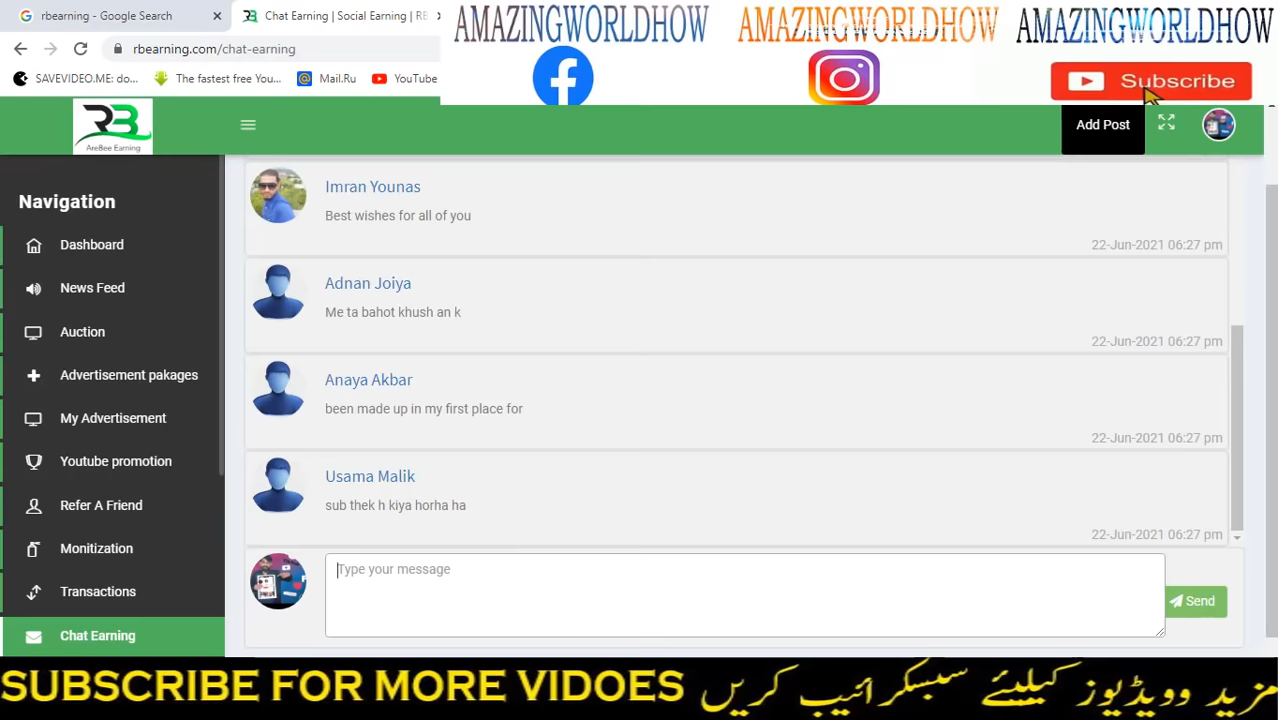 rbearning - Google Search
Chat Earning | Social Earning | RB
AMAZINGWORLDHOW AMAZINGWORLDHOW AMAZINGWORLDHOW
rbearning.com/chat-earning
SAVEVIDEO.ME: do... The fastest free You... Mail.Ru YouTube
Subscribe
RB
AreBee Earning
Add Post
Navigation
Dashboard
News Feed
Auction
Advertisement pakages
My Advertisement
Youtube promotion
Refer A Friend
Monitization
Transactions
Chat Earning
Imran Younas
Best wishes for all of you
22-Jun-2021 06:27 pm
Adnan Joiya
Me ta bahot khush an k
22-Jun-2021 06:27 pm
Anaya Akbar
been made up in my first place for
22-Jun-2021 06:27 pm
Usama Malik
sub thek h kiya horha ha
22-Jun-2021 06:27 pm
Type your message
Send
SUBSCRIBE FOR MORE VIDOES مزید وویڈیوز کیلیئے سبسکرائیب کریں